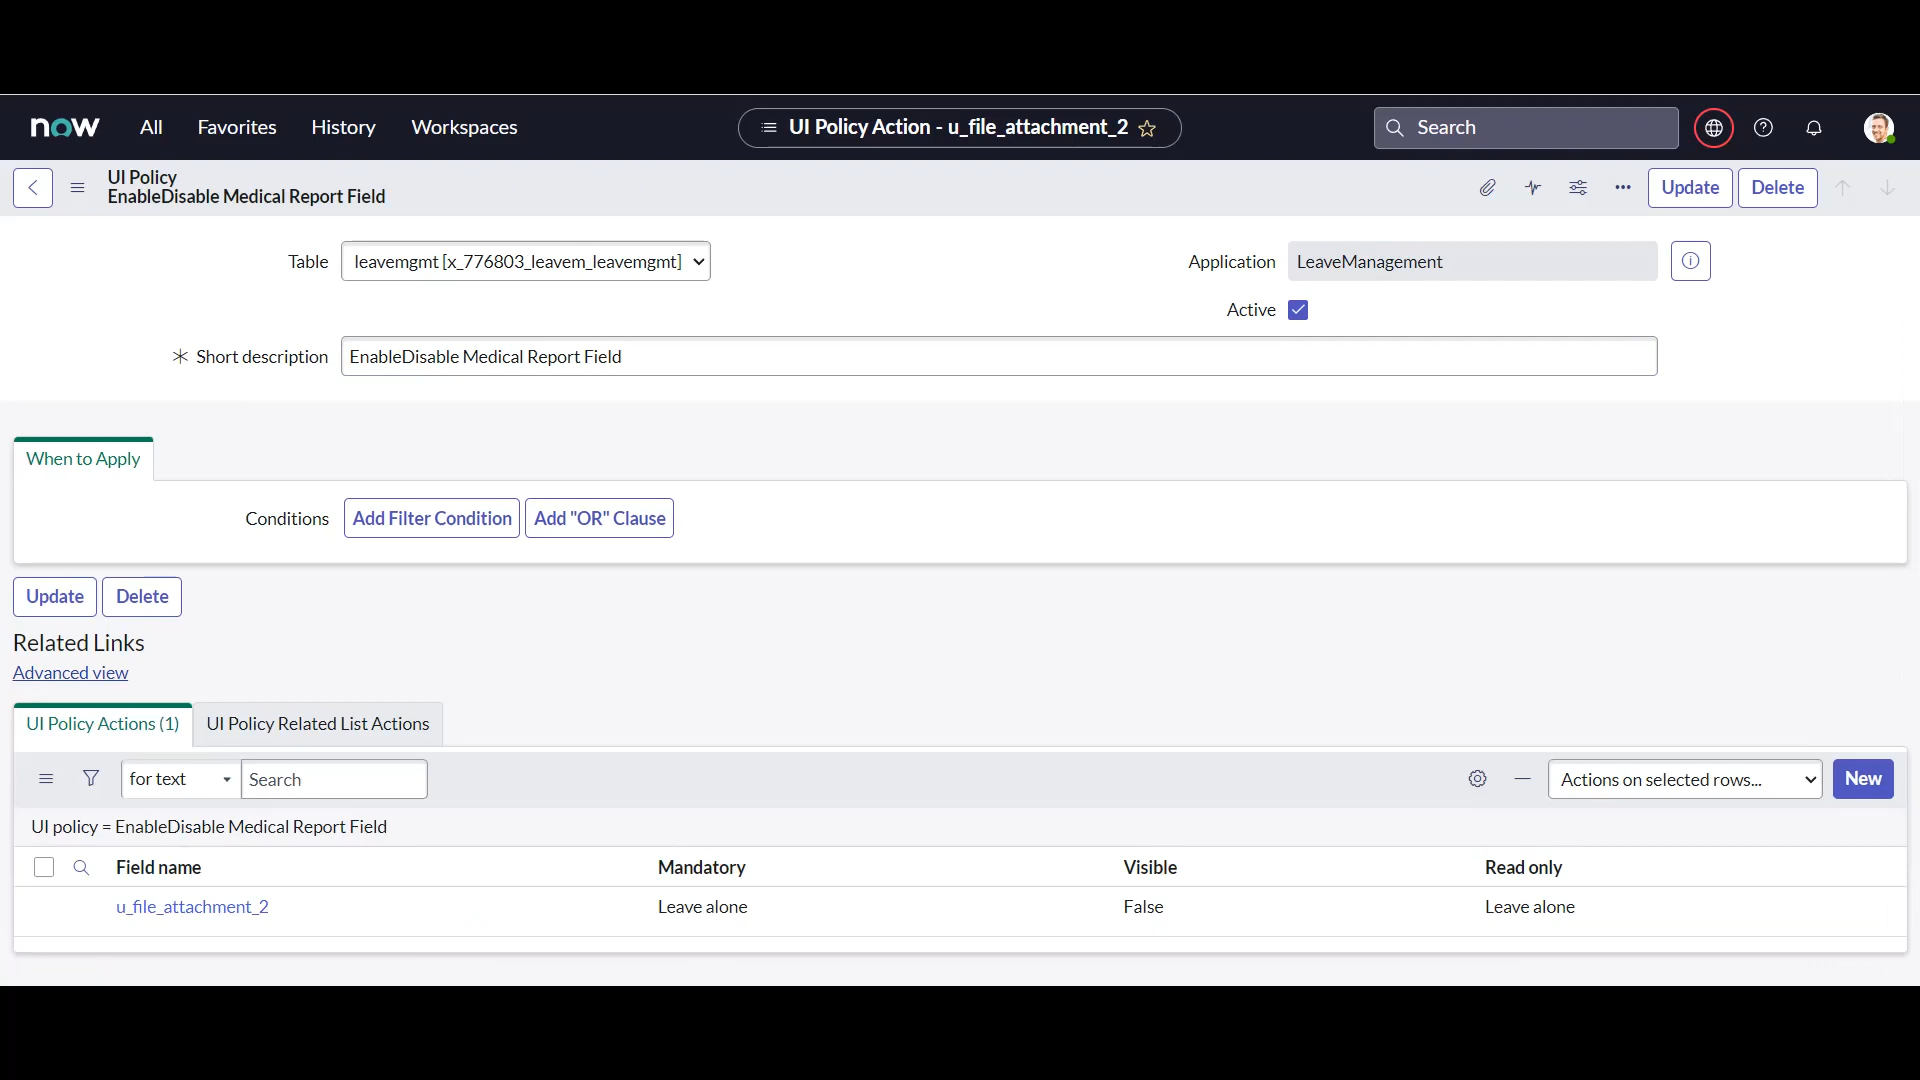 now All Favorites History Workspaces UI Policy Action - u_file_attachment_2 Search
UI Policy
EnableDisable Medical Report Field
Update Delete
Table leavemgmt [x_776803_leavem_leavemgmt] Application LeaveManagement
Active
Short description EnableDisable Medical Report Field
When to Apply
Conditions Add Filter Condition Add "OR" Clause
Update Delete
Related Links
Advanced view
UI Policy Actions (1) UI Policy Related List Actions
for text Search Actions on selected rows... New
UI policy = EnableDisable Medical Report Field
Field name Mandatory Visible Read only
u_file_attachment_2 Leave alone False Leave alone